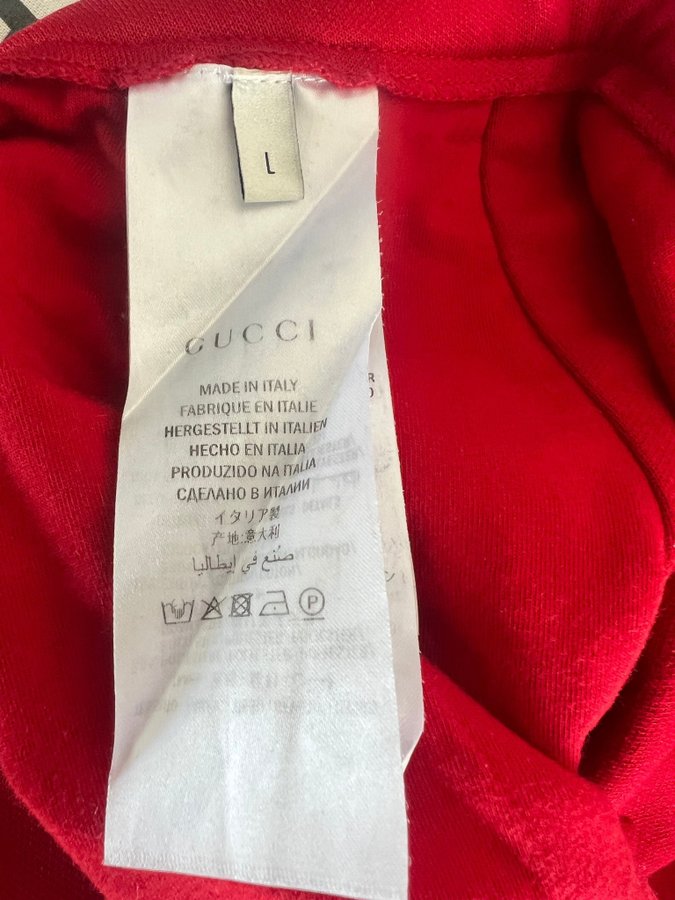 L
GUCCI
MADE IN ITALY
FABRIQUE EN ITALIE
HERGESTELLT IN ITALIEN
HECHO EN ITALIA
PRODUZIDO NA ITALIA
СДЕЛАНО В ИТАЛИИ
イタリア製
产地:意大利
صنع في إيطاليا
P